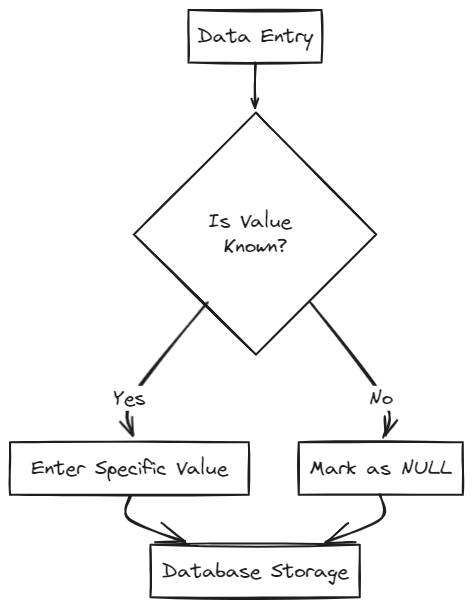 Data Entry
Is Value
Known?
Yes
No
Enter Specific Value
Mark as NULL
Database Storage